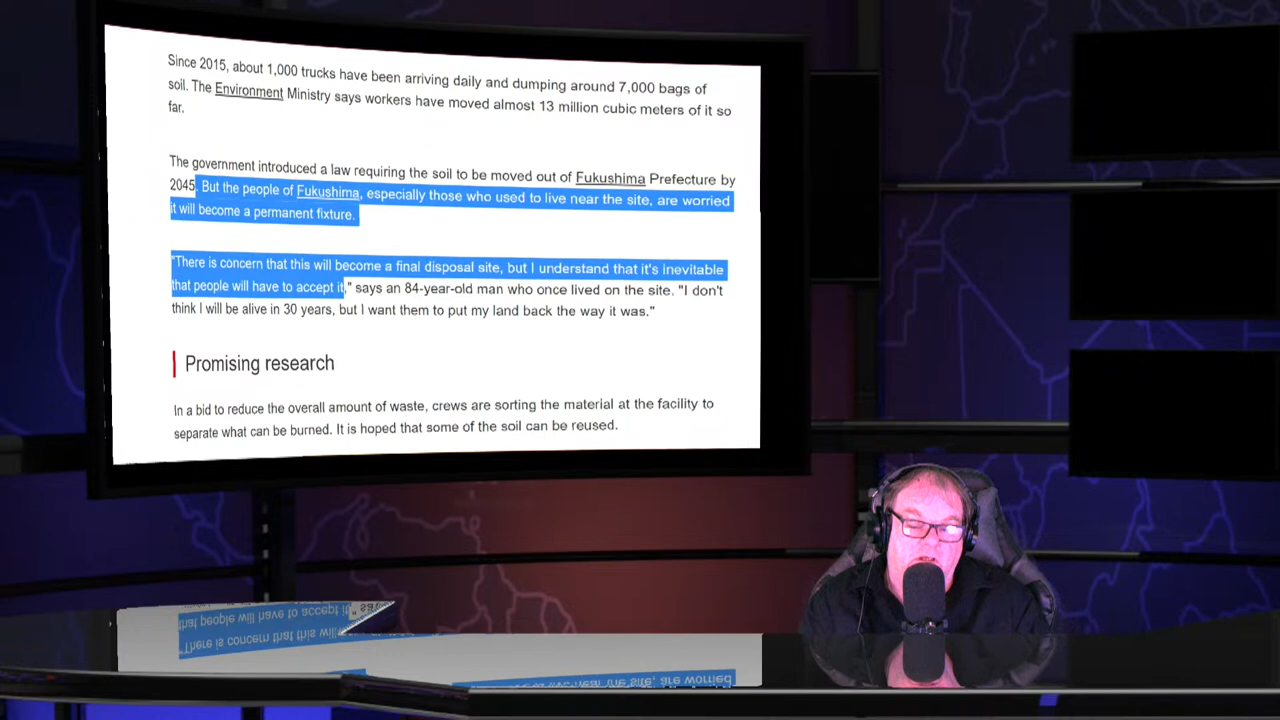 Since 2015, about 1,000 trucks have been arriving daily and dumping around 7,000 bags of
soil. The Environment Ministry says workers have moved almost 13 million cubic meters of it so
far.
The government introduced a law requiring the soil to be moved out of Fukushima Prefecture by
2045. But the people of Fukushima, especially those who used to live near the site, are worried
it will become a permanent fixture.
"There is concern that this will become a final disposal site, but I understand that it's inevitable
that people will have to accept it," says an 84-year-old man who once lived on the site. "I don't
think I will be alive in 30 years, but I want them to put my land back the way it was."
Promising research
In a bid to reduce the overall amount of waste, crews are sorting the material at the facility to
separate what can be burned. It is hoped that some of the soil can be reused.